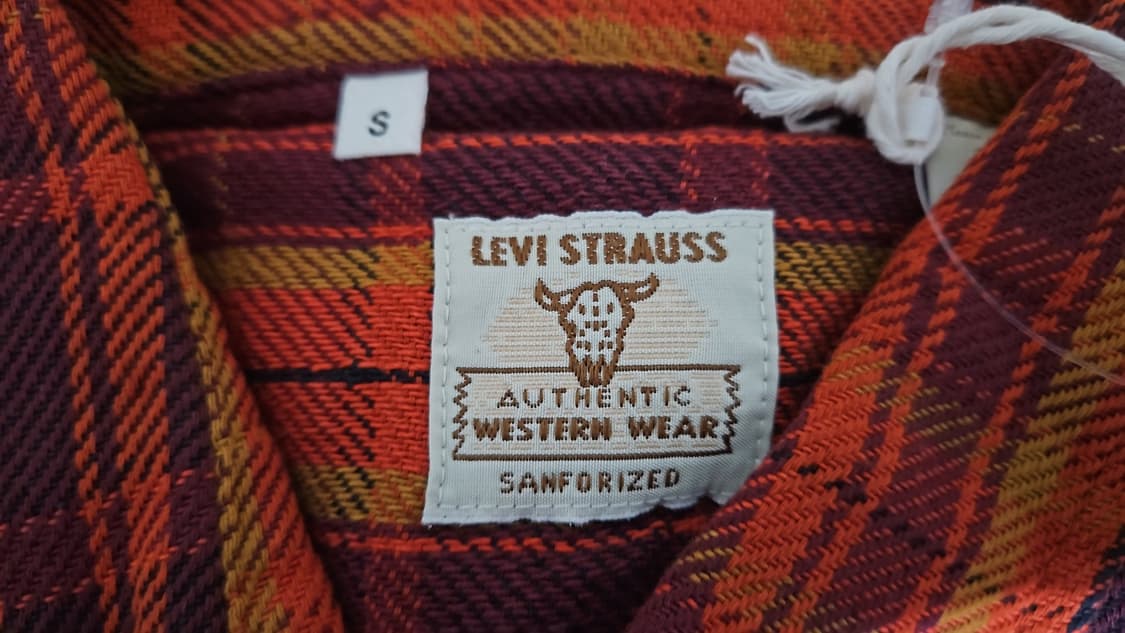 S
LEVI STRAUSS
AUTHENTIC
WESTERN WEAR
SANFORIZED